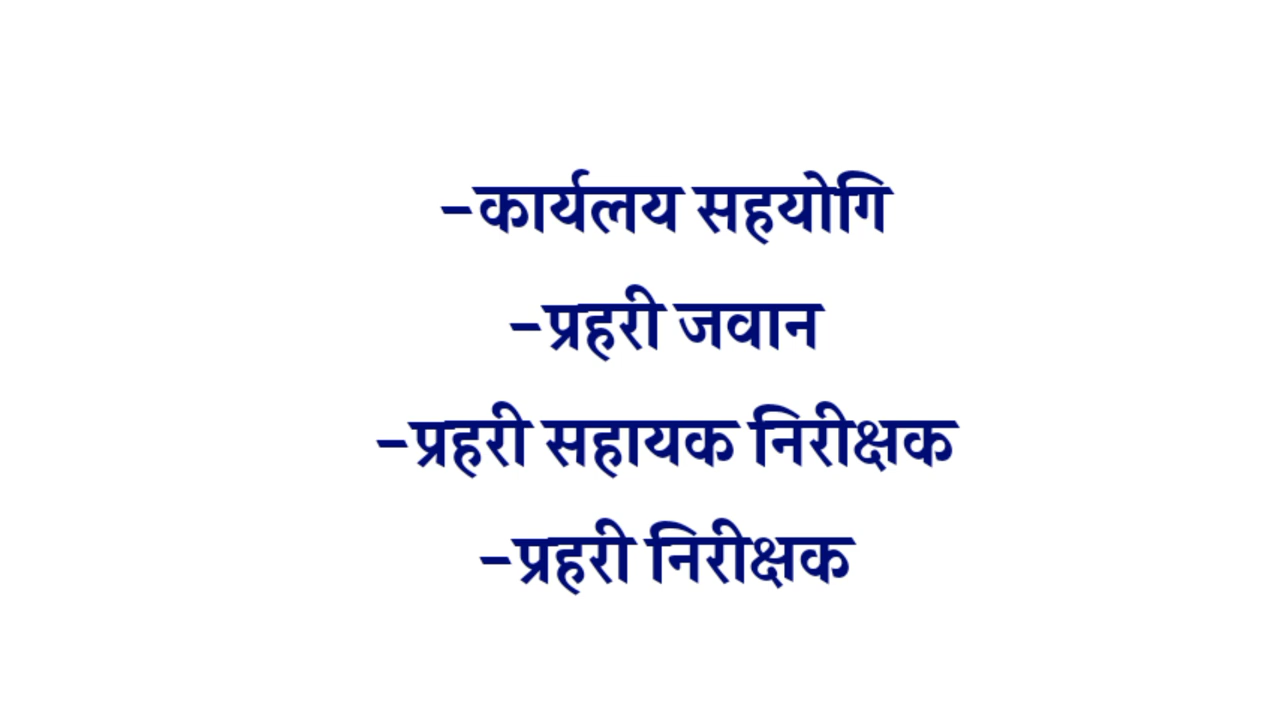 -कार्यलय सहयोगि
-प्रहरी जवान
-प्रहरी सहायक निरीक्षक
-प्रहरी निरीक्षक